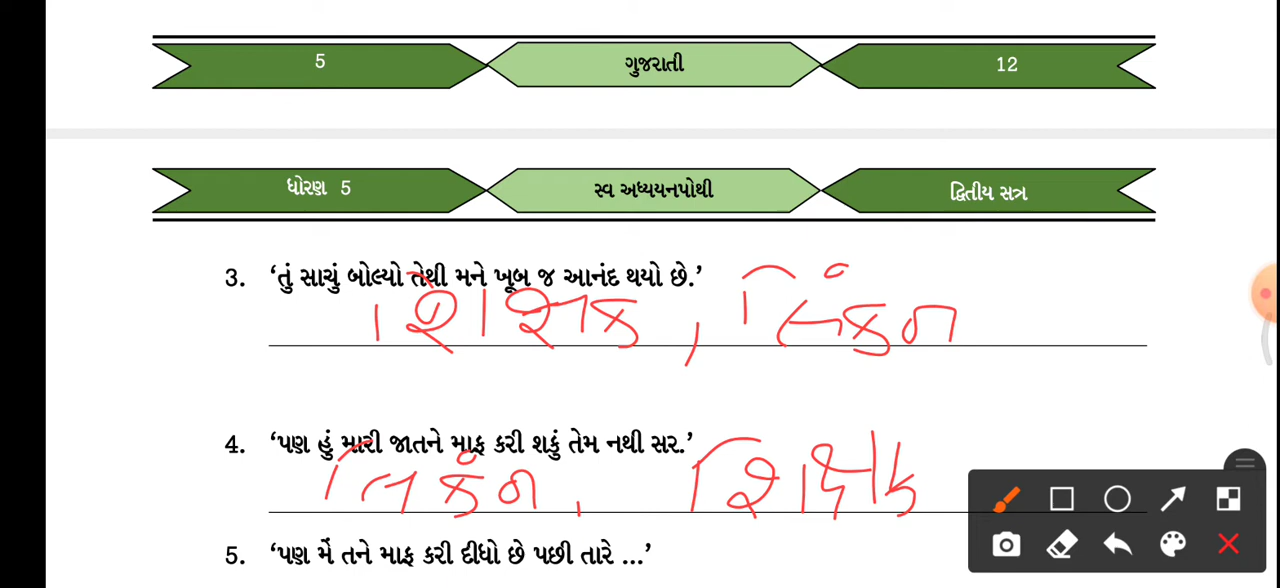 5 ગુજરાતી 12
ધોરણ 5 સ્વ અધ્યયનપોથી દ્વિતીય સત્ર
3. ‘તું સાચું બોલ્યો તેથી મને ખૂબ જ આનંદ થયો છે.’
શિક્ષક, લિંકન
4. ‘પણ હું મારી જાતને માફ કરી શકું તેમ નથી સર.’
લિંકન, શિક્ષક
5. ‘પણ મેં તને માફ કરી દીધો છે પછી તારે ...’